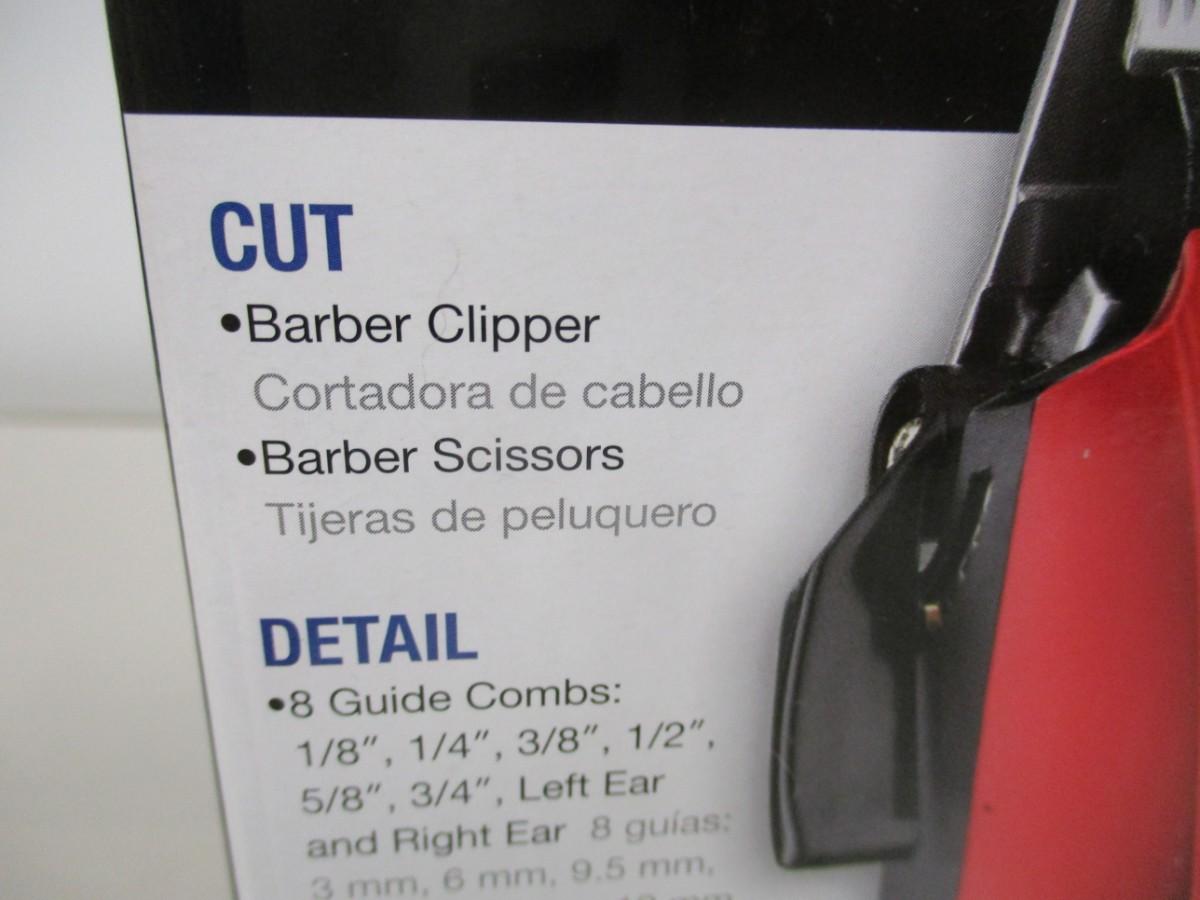 CUT
•Barber Clipper
Cortadora de cabello
•Barber Scissors
Tijeras de peluquero
DETAIL
•8 Guide Combs:
1/8″, 1/4″, 3/8″, 1/2″,
5/8″, 3/4″, Left Ear
and Right Ear 8 guías:
3 mm, 6 mm, 9.5 mm,
mm